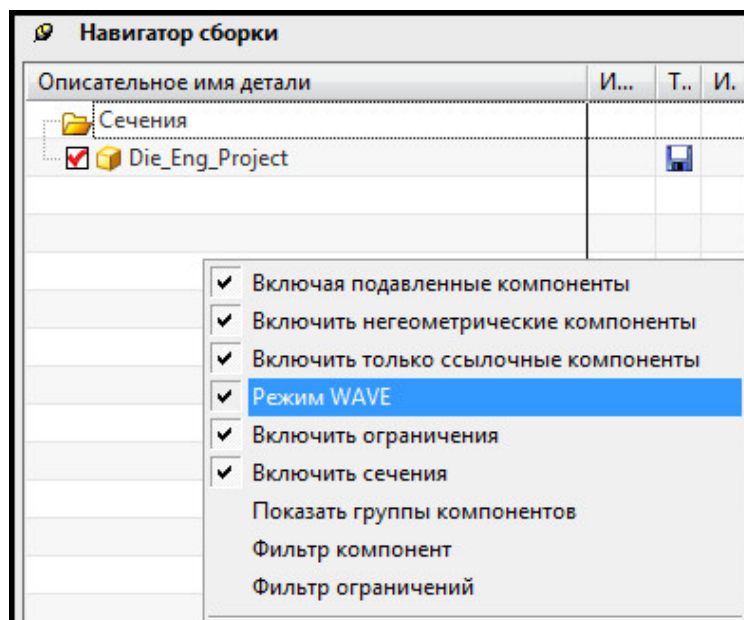 Навигатор сборки
Описательное имя детали И... Т.. И.
Сечения
Die_Eng_Project
Включая подавленные компоненты
Включить негеометрические компоненты
Включить только ссылочные компоненты
Режим WAVE
Включить ограничения
Включить сечения
Показать группы компонентов
Фильтр компонент
Фильтр ограничений